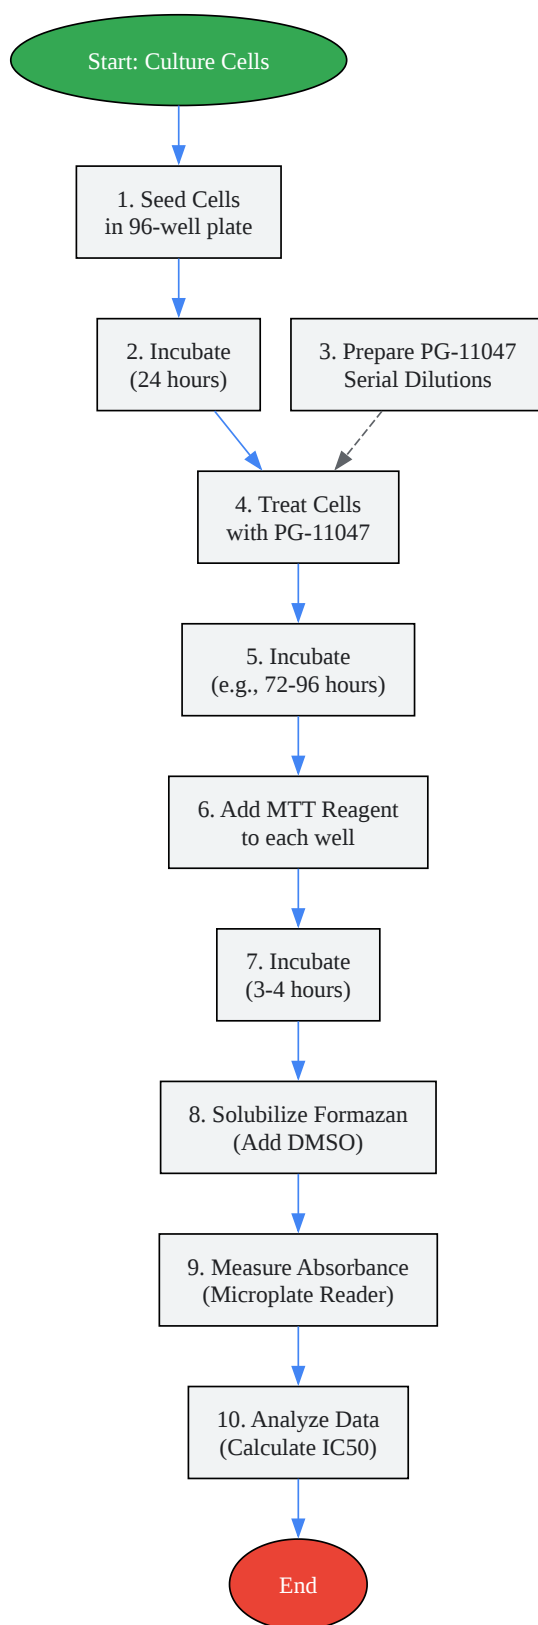 Start: Culture Cells
1. Seed Cells
in 96-well plate
2. Incubate
(24 hours)
3. Prepare PG-11047
Serial Dilutions
4. Treat Cells
with PG-11047
5. Incubate
(e.g., 72-96 hours)
6. Add MTT Reagent
to each well
7. Incubate
(3-4 hours)
8. Solubilize Formazan
(Add DMSO)
9. Measure Absorbance
(Microplate Reader)
10. Analyze Data
(Calculate IC50)
End